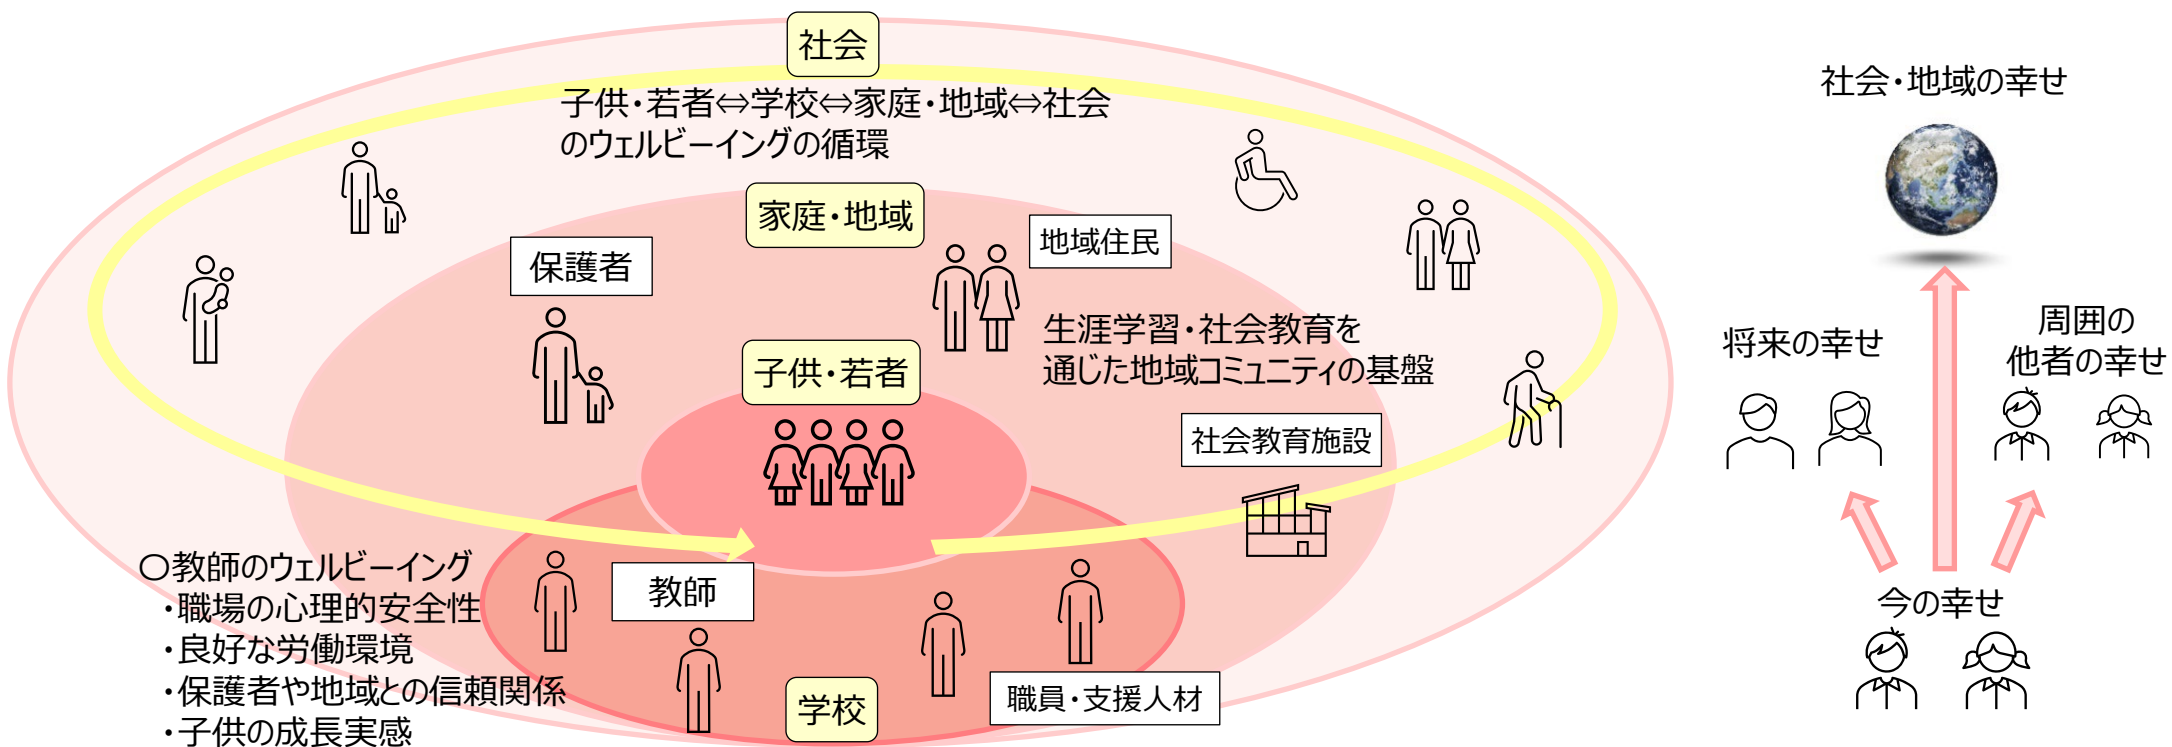 社会
子供・若者⇔学校⇔家庭・地域⇔社会
のウェルビーイングの循環
家庭・地域
保護者
地域住民
生涯学習・社会教育を
通じた地域コミュニティの基盤
子供・若者
社会教育施設
〇教師のウェルビーイング
・職場の心理的安全性
・良好な労働環境
・保護者や地域との信頼関係
・子供の成長実感
教師
職員・支援人材
学校
社会・地域の幸せ
将来の幸せ
周囲の
他者の幸せ
今の幸せ